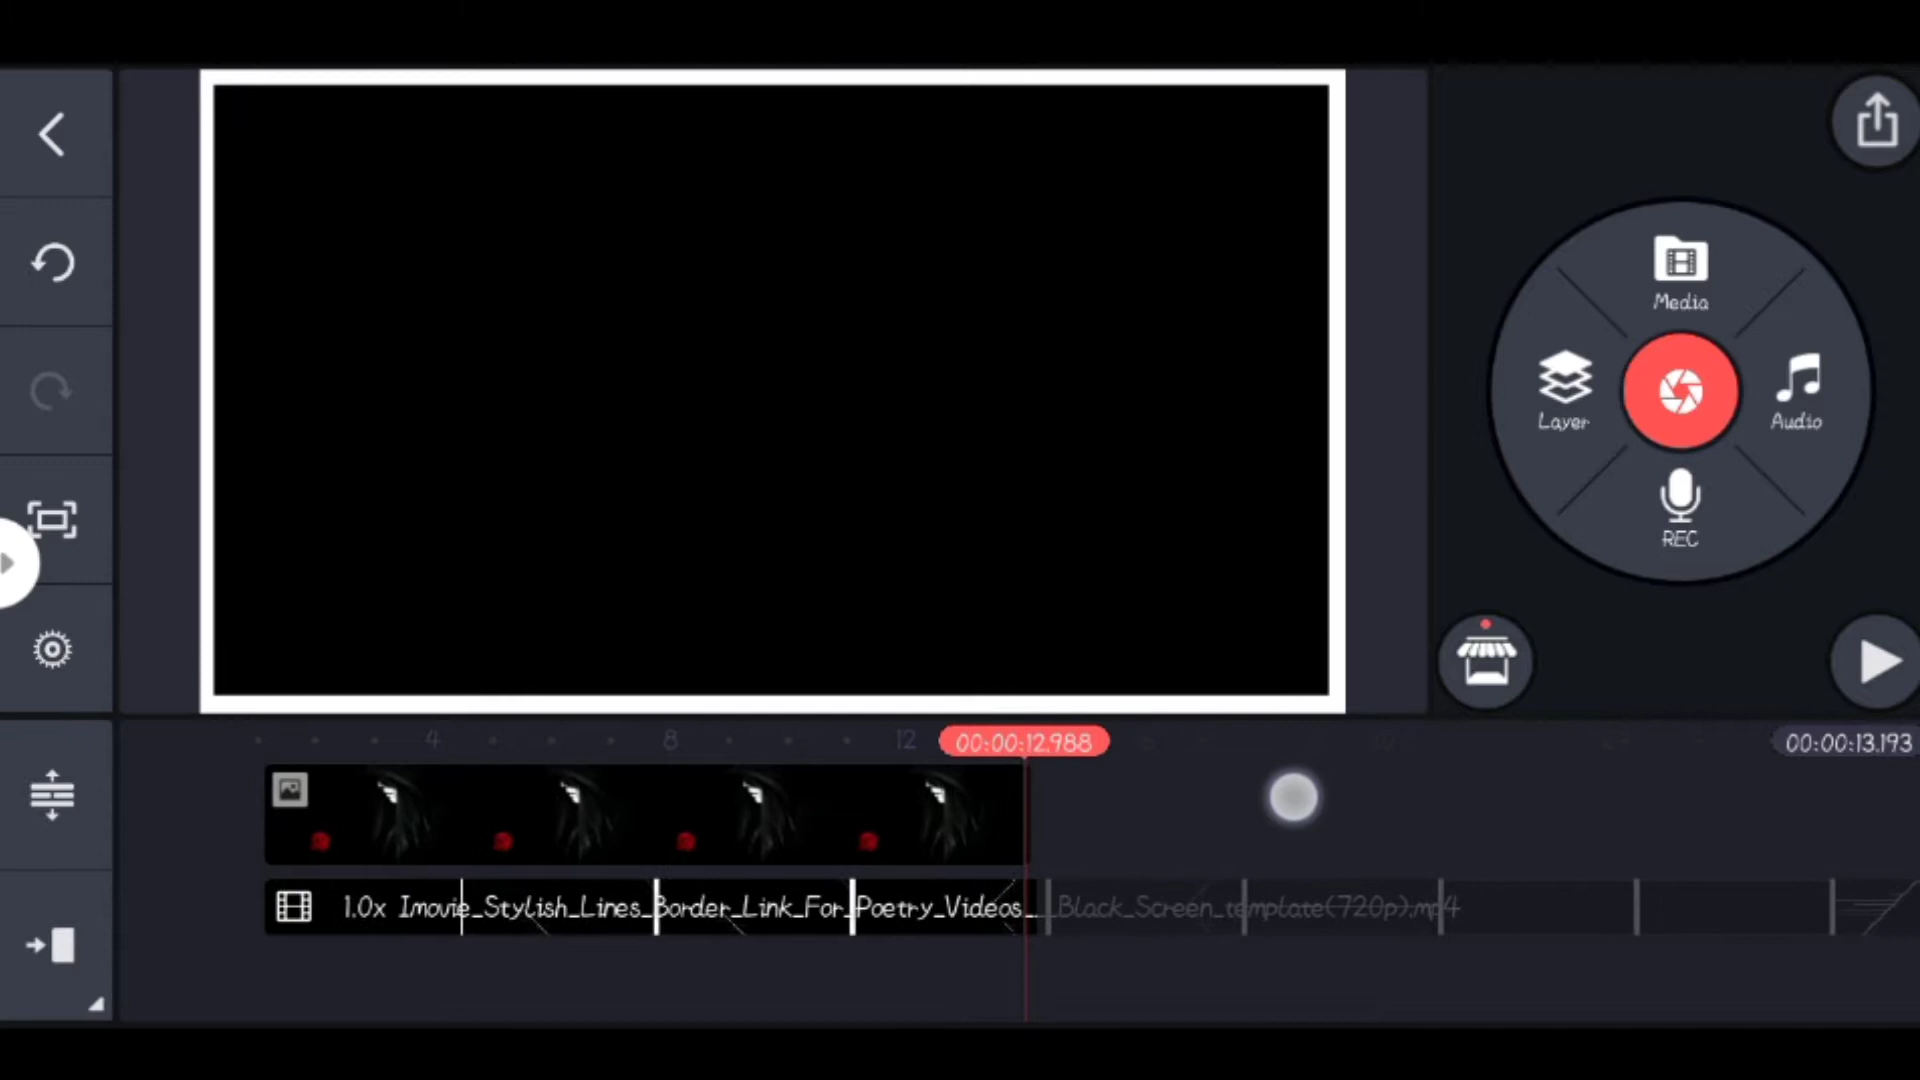 Media
Layer
Audio
REC
4
8
12
00:00:12.988
00:00:13.193
1.0x Imovie_Stylish_Lines_Border_Link_For_Poetry_Videos_._Black_Screen_template(720p).mp4